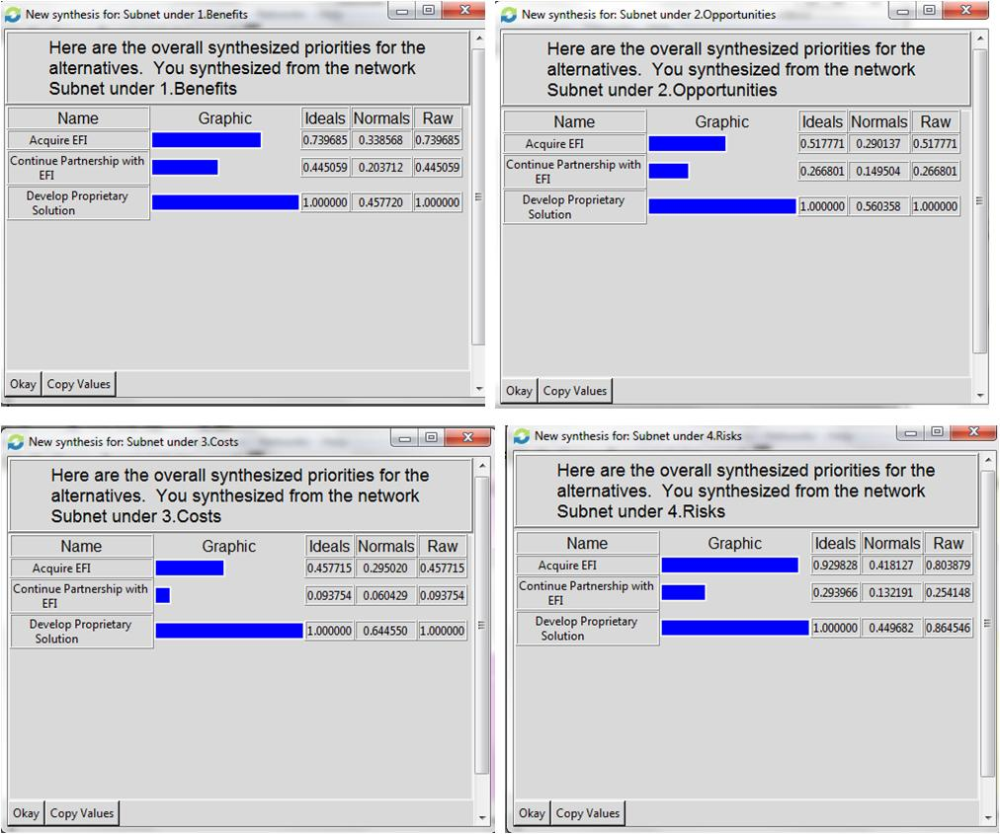 New synthesis for: Subnet under 1.Benefits
Here are the overall synthesized priorities for the
alternatives. You synthesized from the network
Subnet under 1.Benefits
Name Graphic Ideals Normals Raw
Acquire EFI 0.739685 0.338568 0.739685
Continue Partnership with
EFI 0.445059 0.203712 0.445059
Develop Proprietary
Solution 1.000000 0.457720 1.000000
Okay Copy Values
New synthesis for: Subnet under 2.Opportunities
Here are the overall synthesized priorities for the
alternatives. You synthesized from the network
Subnet under 2.Opportunities
Name Graphic Ideals Normals Raw
Acquire EFI 0.517771 0.290137 0.517771
Continue Partnership with
EFI 0.266801 0.149504 0.266801
Develop Proprietary
Solution 1.000000 0.560358 1.000000
Okay Copy Values
New synthesis for: Subnet under 3.Costs
Here are the overall synthesized priorities for the
alternatives. You synthesized from the network
Subnet under 3.Costs
Name Graphic Ideals Normals Raw
Acquire EFI 0.457715 0.295020 0.457715
Continue Partnership with
EFI 0.093754 0.060429 0.093754
Develop Proprietary
Solution 1.000000 0.644550 1.000000
Okay Copy Values
New synthesis for: Subnet under 4.Risks
Here are the overall synthesized priorities for the
alternatives. You synthesized from the network
Subnet under 4.Risks
Name Graphic Ideals Normals Raw
Acquire EFI 0.929828 0.418127 0.803879
Continue Partnership with
EFI 0.293966 0.132191 0.254148
Develop Proprietary
Solution 1.000000 0.449682 0.864546
Okay Copy Values